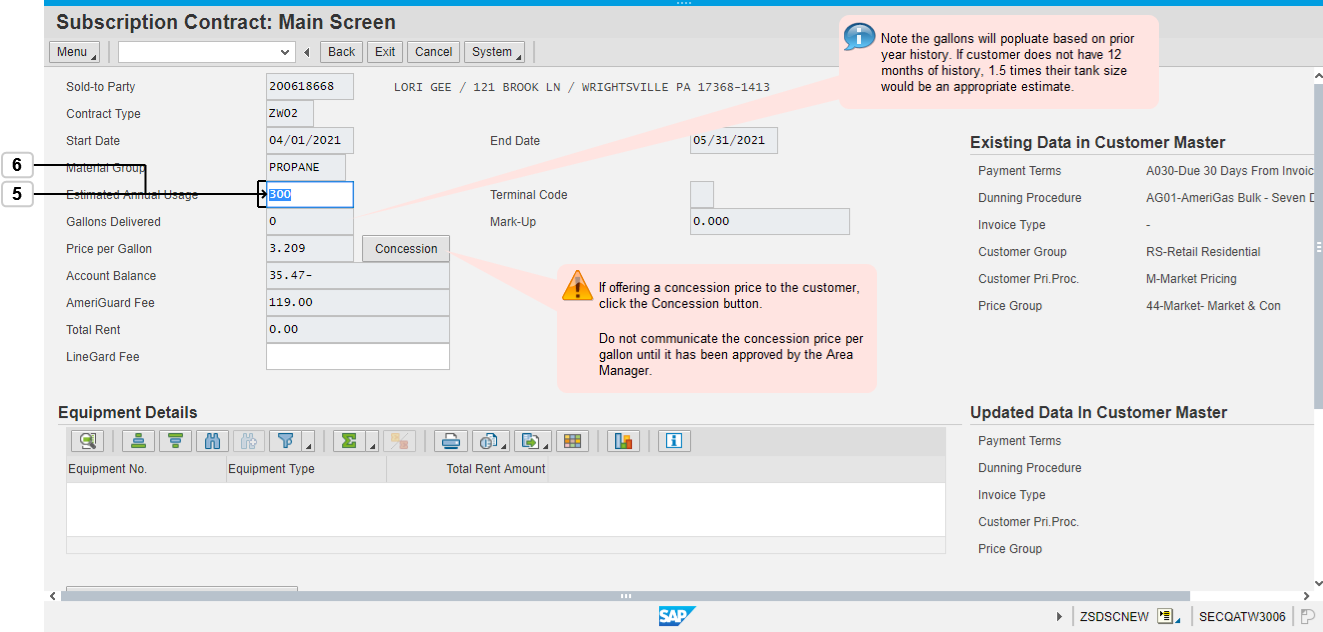 Subscription Contract: Main Screen
Menu Back Exit Cancel System
Note the gallons will popluate based on prior
year history. If customer does not have 12
months of history, 1.5 times their tank size
would be an appropriate estimate.
Sold-to Party 200618668 LORI GEE / 121 BROOK LN / WRIGHTSVILLE PA 17368-1413
Contract Type ZW02
Start Date 04/01/2021 End Date 05/31/2021
6 Material Group PROPANE
5 Estimated Annual Usage 300 Terminal Code
Gallons Delivered 0 Mark-Up 0.000
Price per Gallon 3.209 Concession
Account Balance 35.47-
AmeriGuard Fee 119.00
Total Rent 0.00
LineGard Fee
If offering a concession price to the customer,
click the Concession button.
Do not communicate the concession price per
gallon until it has been approved by the Area
Manager.
Existing Data in Customer Master
Payment Terms A030-Due 30 Days From Invoic
Dunning Procedure AG01-AmeriGas Bulk - Seven D
Invoice Type -
Customer Group RS-Retail Residential
Customer Pri.Proc. M-Market Pricing
Price Group 44-Market- Market & Con
Equipment Details
Equipment No. Equipment Type Total Rent Amount
Updated Data In Customer Master
Payment Terms
Dunning Procedure
Invoice Type
Customer Pri.Proc.
Price Group
SAP ZSDSCNEW SECQATW3006